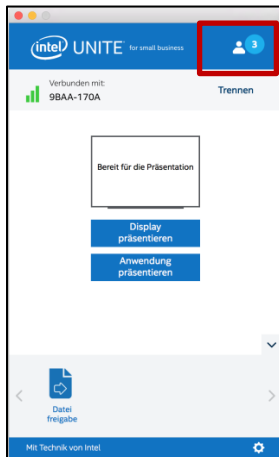 intel UNITE for small business
3
Verbunden mit:
9BAA-170A
Trennen
Bereit für die Präsentation
Display
präsentieren
Anwendung
präsentieren
Datei
freigabe
Mit Technik von Intel